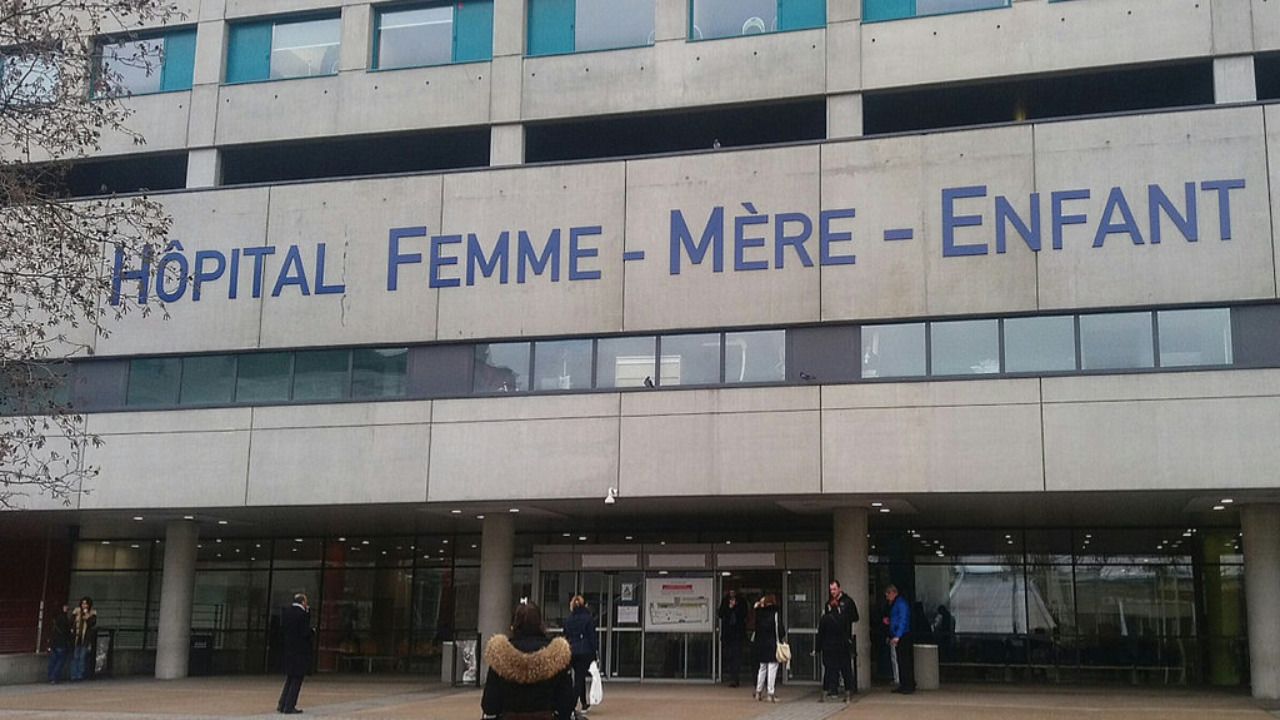 HÔPITAL FEMME - MÈRE - ENFANT